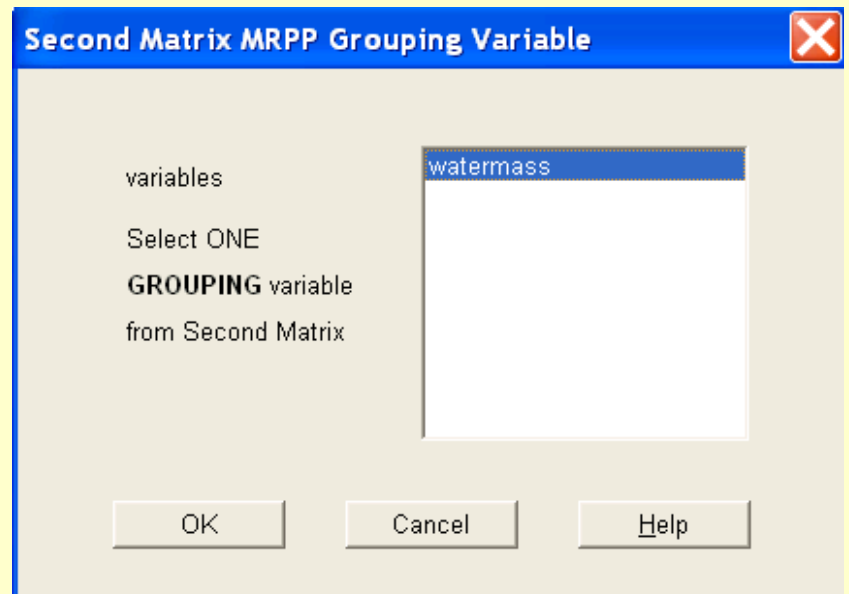 Second Matrix MRPP Grouping Variable
variables
watermass
Select ONE
GROUPING variable
from Second Matrix
OK
Cancel
Help